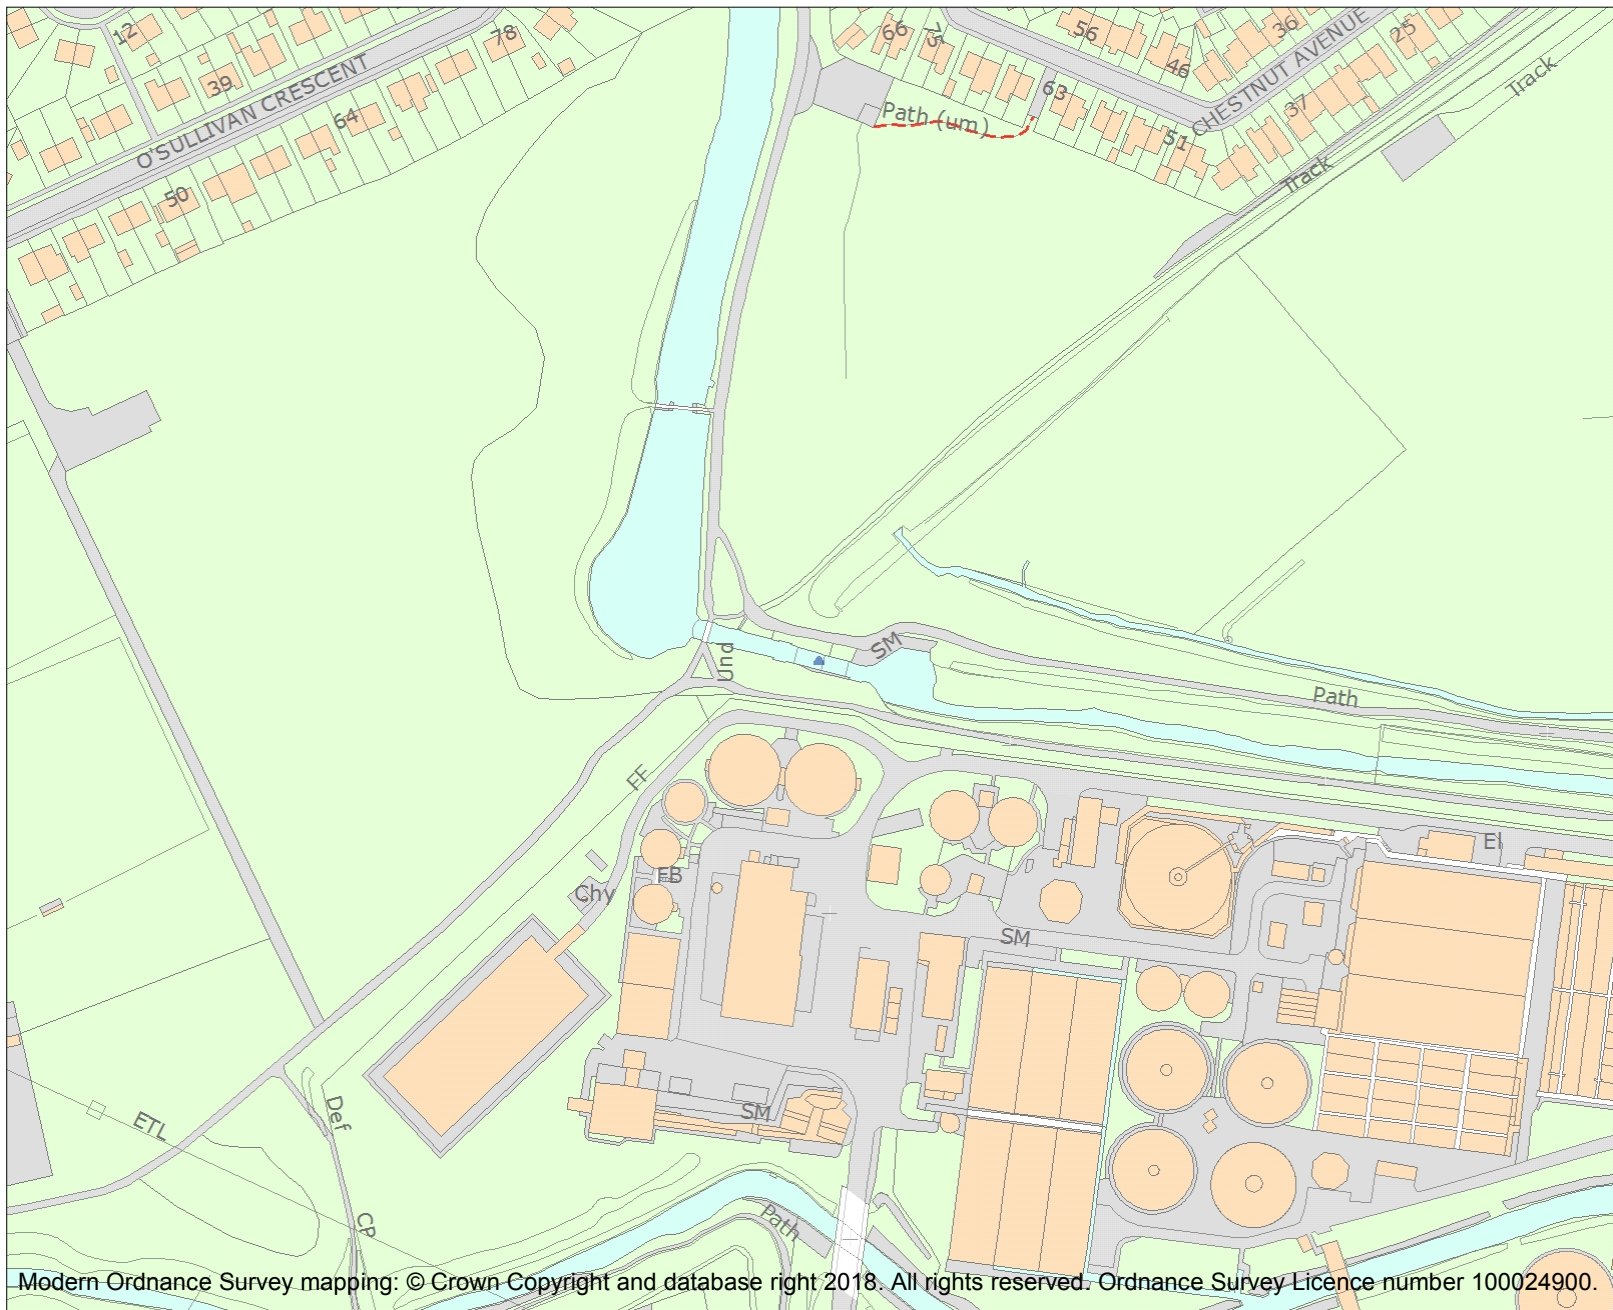 12
78
66
75
56
36
25
39
O'SULLIVAN CRESCENT
64
50
Path (um)
63
46
CHESTNUT AVENUE
37
51
Track
Track
Und
SM
Path
FF
El
FB
Chy
SM
SM
Def
ETL
CP
Path
Modern Ordnance Survey mapping: © Crown Copyright and database right 2018. All rights reserved. Ordnance Survey Licence number 100024900.